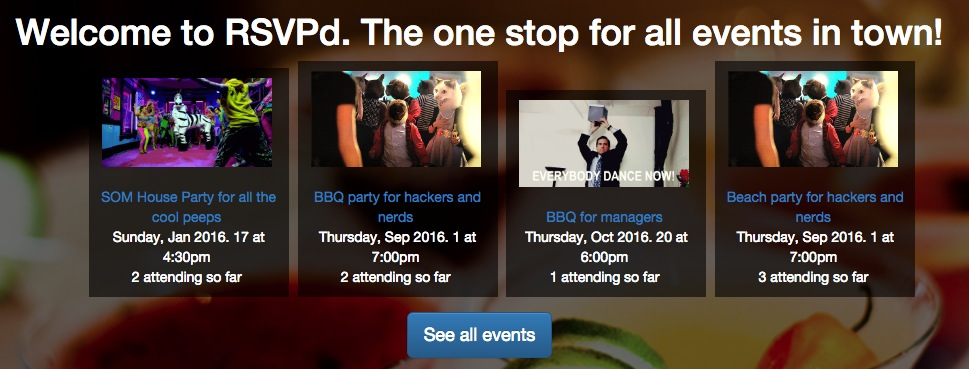 Welcome to RSVPd. The one stop for all events in town!
SOM House Party for all the
cool peeps
Sunday, Jan 2016. 17 at
4:30pm
2 attending so far
BBQ party for hackers and
nerds
Thursday, Sep 2016. 1 at
7:00pm
2 attending so far
EVERYBODY DANCE NOW!
BBQ for managers
Thursday, Oct 2016. 20 at
6:00pm
1 attending so far
Beach party for hackers and
nerds
Thursday, Sep 2016. 1 at
7:00pm
3 attending so far
See all events